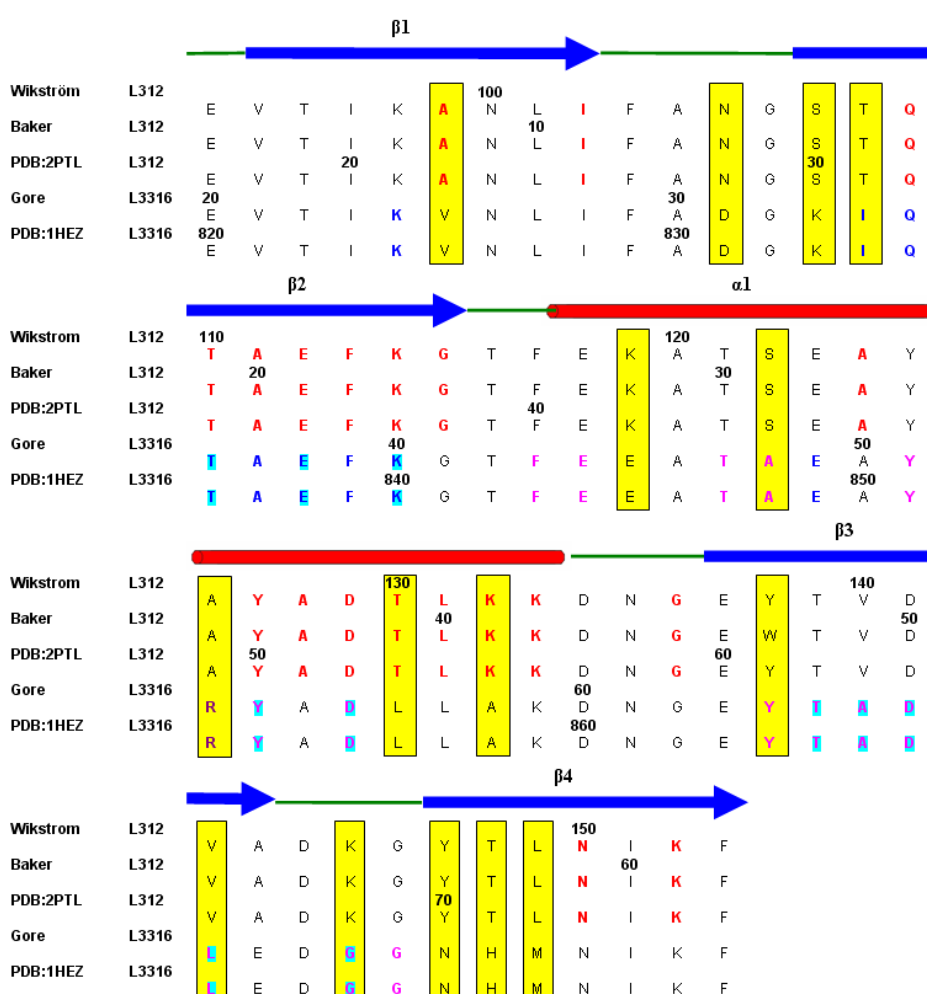 β1
Wikström L312 100
E V T I K A N L I F A N G S T Q
Baker L312 10
E V T I K A N L I F A N G S T Q
PDB:2PTL L312 20 30
E V T I K A N L I F A N G S T Q
Gore L3316 20 30
E V T I K V N L I F A D G K I Q
PDB:1HEZ L3316 820 830
E V T I K V N L I F A D G K I Q
β2 α1
Wikstrom L312 110 120
T A E F K G T F E K A T S E A Y
Baker L312 20 30
T A E F K G T F E K A T S E A Y
PDB:2PTL L312 40
T A E F K G T F E K A T S E A Y
Gore L3316 40 50
T A E F K G T F E E A T A E A Y
PDB:1HEZ L3316 840 850
T A E F K G T F E E A T A E A Y
β3
Wikstrom L312 130 140
A Y A D T L K K D N G E Y T V D
Baker L312 40 50
A Y A D T L K K D N G E W T V D
PDB:2PTL L312 50 60
A Y A D T L K K D N G E Y T V D
Gore L3316 60
R Y A D L L A K D N G E Y T A D
PDB:1HEZ L3316 860
R Y A D L L A K D N G E Y T A D
β4
Wikstrom L312 150
V A D K G Y T L N I K F
Baker L312 60
V A D K G Y T L N I K F
PDB:2PTL L312 70
V A D K G Y T L N I K F
Gore L3316
L E D G G N H M N I K F
PDB:1HEZ L3316
L E D G G N H M N I K F